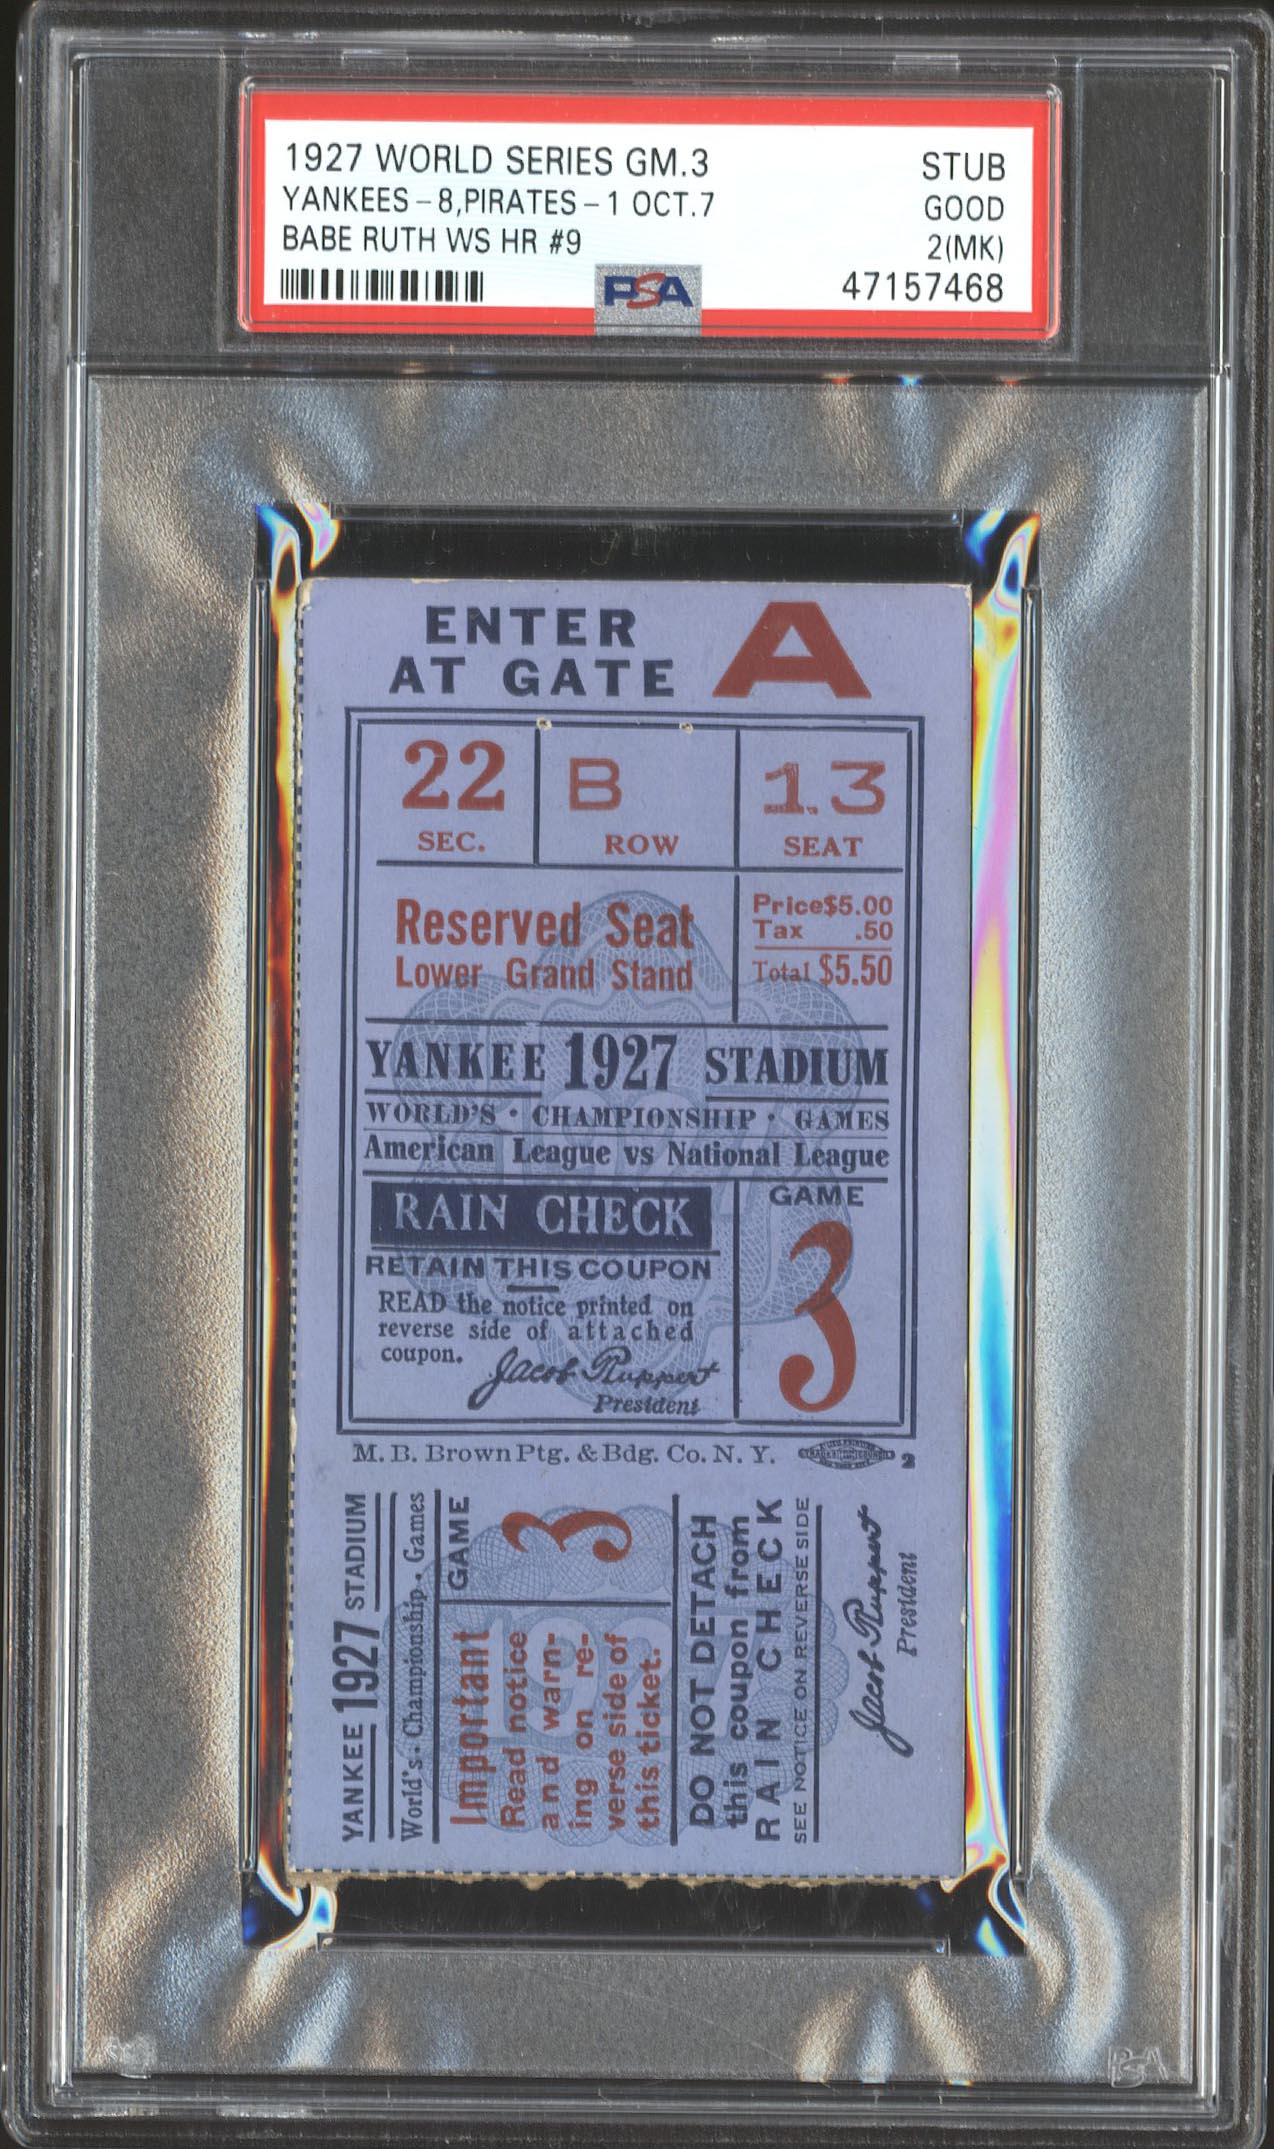 1927 WORLD SERIES GM.3
YANKEES-8,PIRATES-1 OCT.7
BABE RUTH WS HR #9
STUB
GOOD
2(MK)
47157468
PSA
ENTER
AT GATE
A
22
SEC.
B
ROW
1.3
SEAT
Reserved Seat
Lower Grand Stand
Price $5.00
Tax .50
Total $5.50
YANKEE 1927 STADIUM
WORLD'S · CHAMPIONSHIP · GAMES
American League vs National League
RAIN CHECK
RETAIN THIS COUPON
READ the notice printed on
reverse side of attached
coupon.
Jacob Ruppert
President
GAME
3
M. B. Brown Ptg. & Bdg. Co. N. Y.
2
YANKEE 1927 STADIUM
World's · Championship · Games
GAME
3
Important
Read notice
and warn-
ing on re-
verse side of
this ticket.
1927
DO NOT DETACH
this coupon from
RAIN CHECK
SEE NOTICE ON REVERSE SIDE
Jacob Ruppert
President
PSA